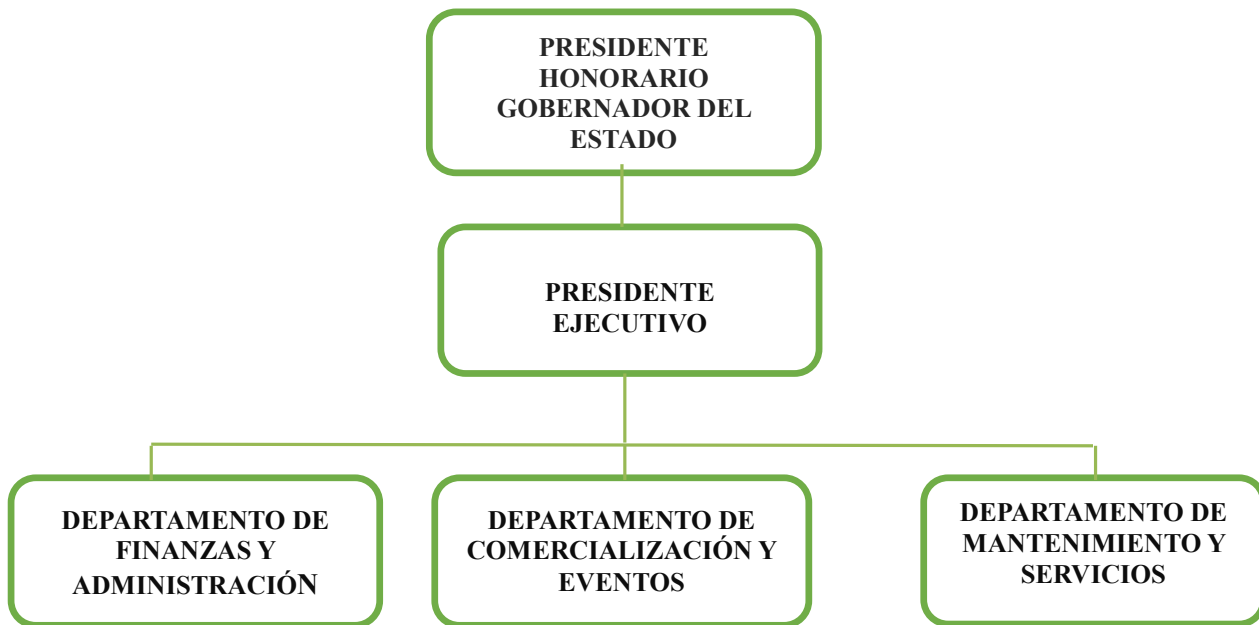 PRESIDENTE
HONORARIO
GOBERNADOR DEL
ESTADO
PRESIDENTE
EJECUTIVO
DEPARTAMENTO DE
FINANZAS Y
ADMINISTRACIÓN
DEPARTAMENTO DE
COMERCIALIZACIÓN Y
EVENTOS
DEPARTAMENTO DE
MANTENIMIENTO Y
SERVICIOS